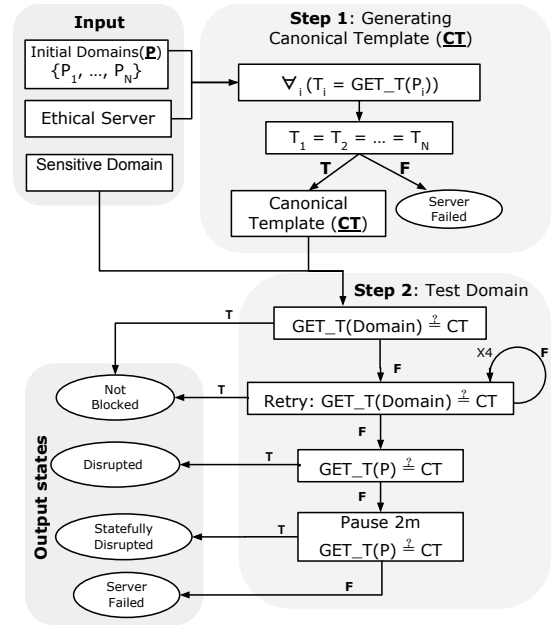 Input
Initial Domains(P)
{P1, …, PN}
Ethical Server
Sensitive Domain
Step 1: Generating
Canonical Template (CT)
∀i (Ti = GET_T(Pi))
T1 = T2 = … = TN
T
F
Canonical
Template (CT)
Server
Failed
Step 2: Test Domain
GET_T(Domain) ≟ CT
T
F
X4
F
Retry: GET_T(Domain) ≟ CT
T
F
GET_T(P) ≟ CT
T
F
Pause 2m
GET_T(P) ≟ CT
T
F
Output states
Not
Blocked
Disrupted
Statefully
Disrupted
Server
Failed